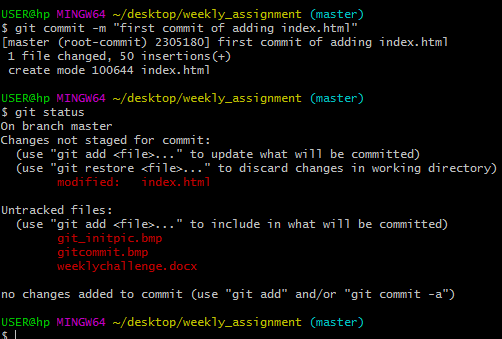 USER@hp MINGW64 ~/desktop/weekly_assignment (master)
$ git commit -m "first commit of adding index.html"
[master (root-commit) 2305180] first commit of adding index.html
 1 file changed, 50 insertions(+)
 create mode 100644 index.html

USER@hp MINGW64 ~/desktop/weekly_assignment (master)
$ git status
On branch master
Changes not staged for commit:
  (use "git add <file>..." to update what will be committed)
  (use "git restore <file>..." to discard changes in working directory)
        modified:   index.html

Untracked files:
  (use "git add <file>..." to include in what will be committed)
        git_initpic.bmp
        gitcommit.bmp
        weeklychallenge.docx

no changes added to commit (use "git add" and/or "git commit -a")

USER@hp MINGW64 ~/desktop/weekly_assignment (master)
$